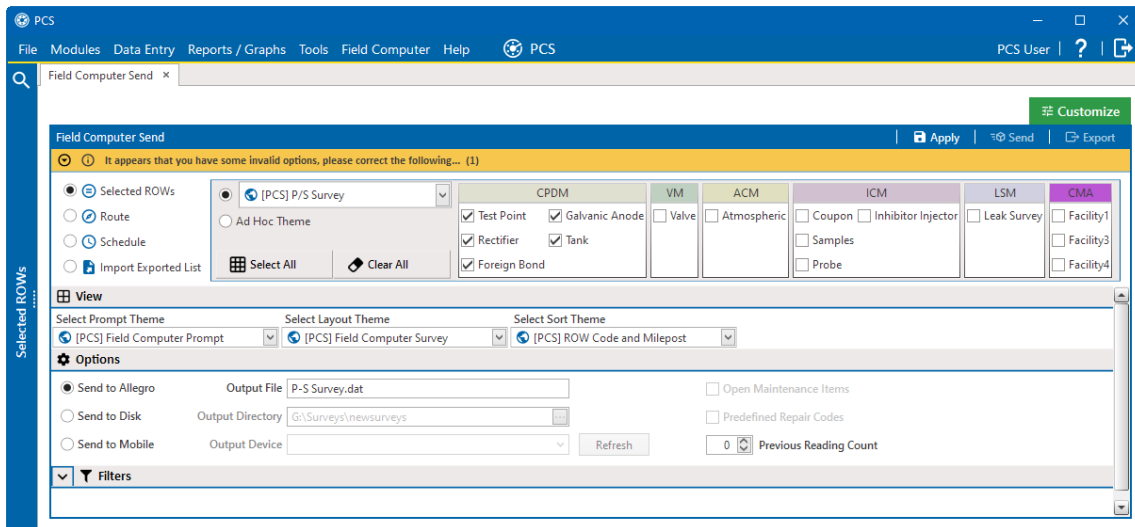 PCS
File Modules Data Entry Reports / Graphs Tools Field Computer Help PCS PCS User ?
Field Computer Send ×
Customize
Field Computer Send Apply Send Export
It appears that you have some invalid options, please correct the following... (1)
Selected ROWs [PCS] P/S Survey CPDM VM ACM ICM LSM CMA
Route Ad Hoc Theme Test Point Galvanic Anode Valve Atmospheric Coupon Inhibitor Injector Leak Survey Facility1
Schedule Rectifier Tank Samples Facility3
Import Exported List Select All Clear All Foreign Bond Probe Facility4
Selected ROWs
View
Select Prompt Theme Select Layout Theme Select Sort Theme
[PCS] Field Computer Prompt [PCS] Field Computer Survey [PCS] ROW Code and Milepost
Options
Send to Allegro Output File P-S Survey.dat Open Maintenance Items
Send to Disk Output Directory G:\Surveys\newsurveys ... Predefined Repair Codes
Send to Mobile Output Device Refresh 0 Previous Reading Count
Filters